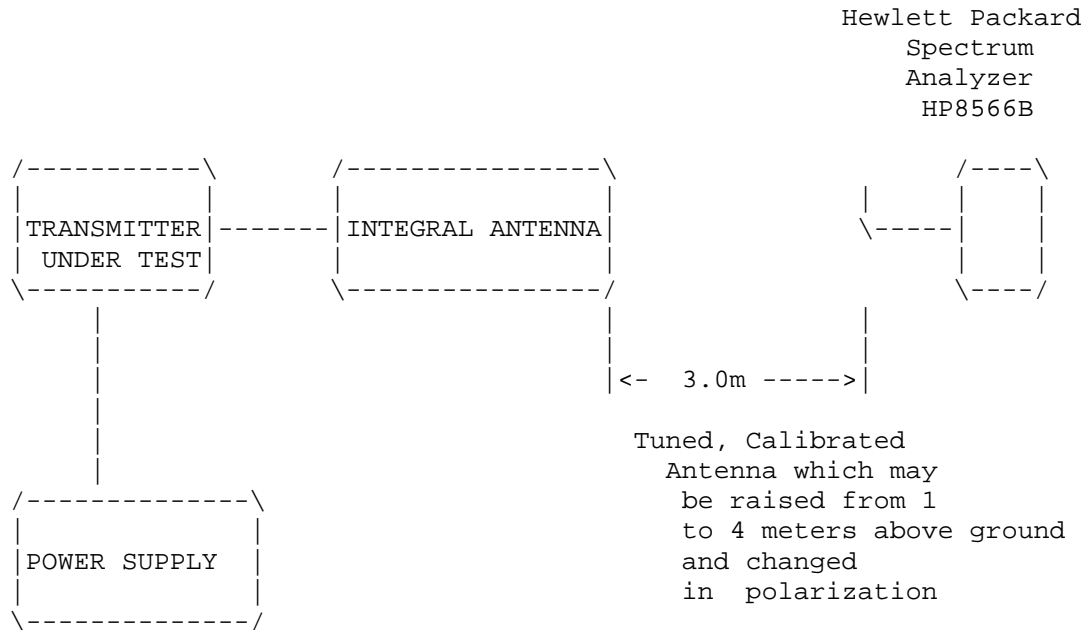 Hewlett Packard
Spectrum
Analyzer
HP8566B
TRANSMITTER
UNDER TEST
INTEGRAL ANTENNA
<- 3.0m ----->
Tuned, Calibrated
Antenna which may
be raised from 1
to 4 meters above ground
and changed
in polarization
POWER SUPPLY